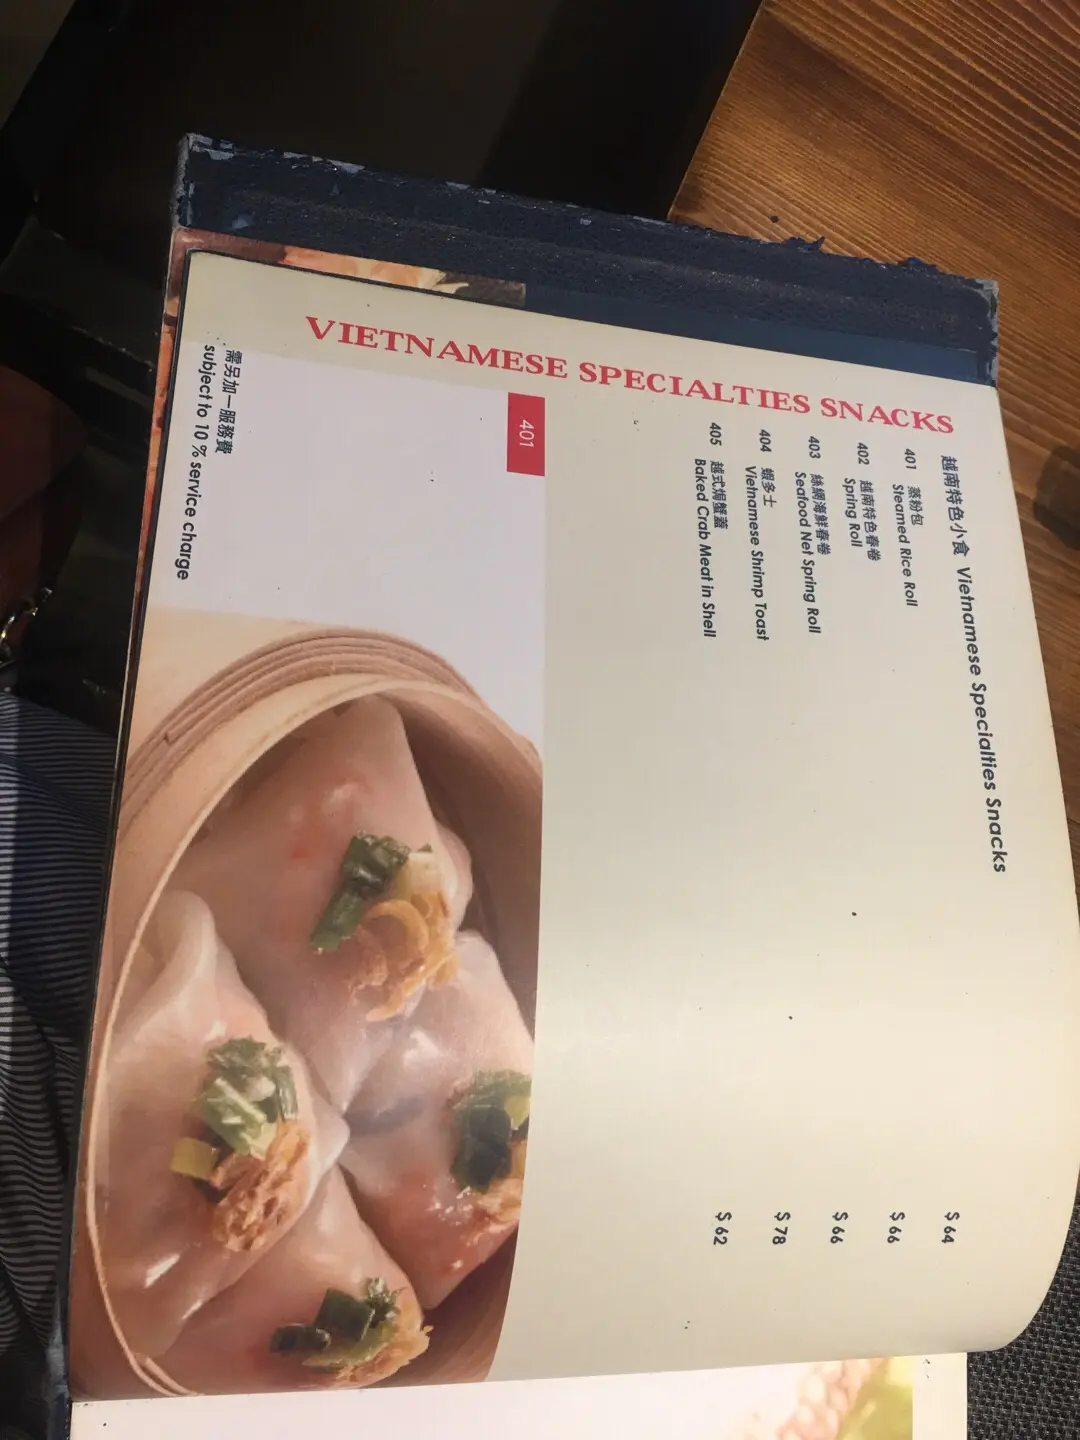 VIETNAMESE SPECIALTIES SNACKS
越南特色小食 Vietnamese Specialties Snacks
401 蒸粉包 $ 64
Steamed Rice Roll
402 越南特色春卷 $ 66
Spring Roll
403 絲網海鮮春卷 $ 66
Seafood Net Spring Roll
404 蝦多士 $ 78
Vietnamese Shrimp Toast
405 越式焗蟹蓋 $ 62
Baked Crab Meat in Shell
401
需另加一服務費
subject to 10 % service charge